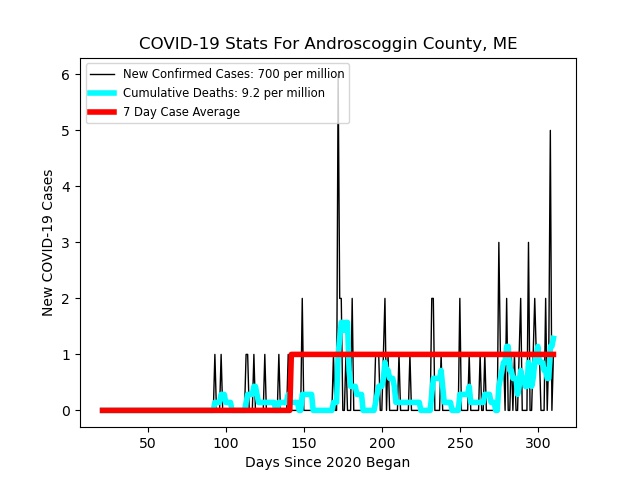 COVID-19 Stats For Androscoggin County, ME
New Confirmed Cases: 700 per million
Cumulative Deaths: 9.2 per million
7 Day Case Average
New COVID-19 Cases
6
5
4
3
2
1
0
50 100 150 200 250 300
Days Since 2020 Began